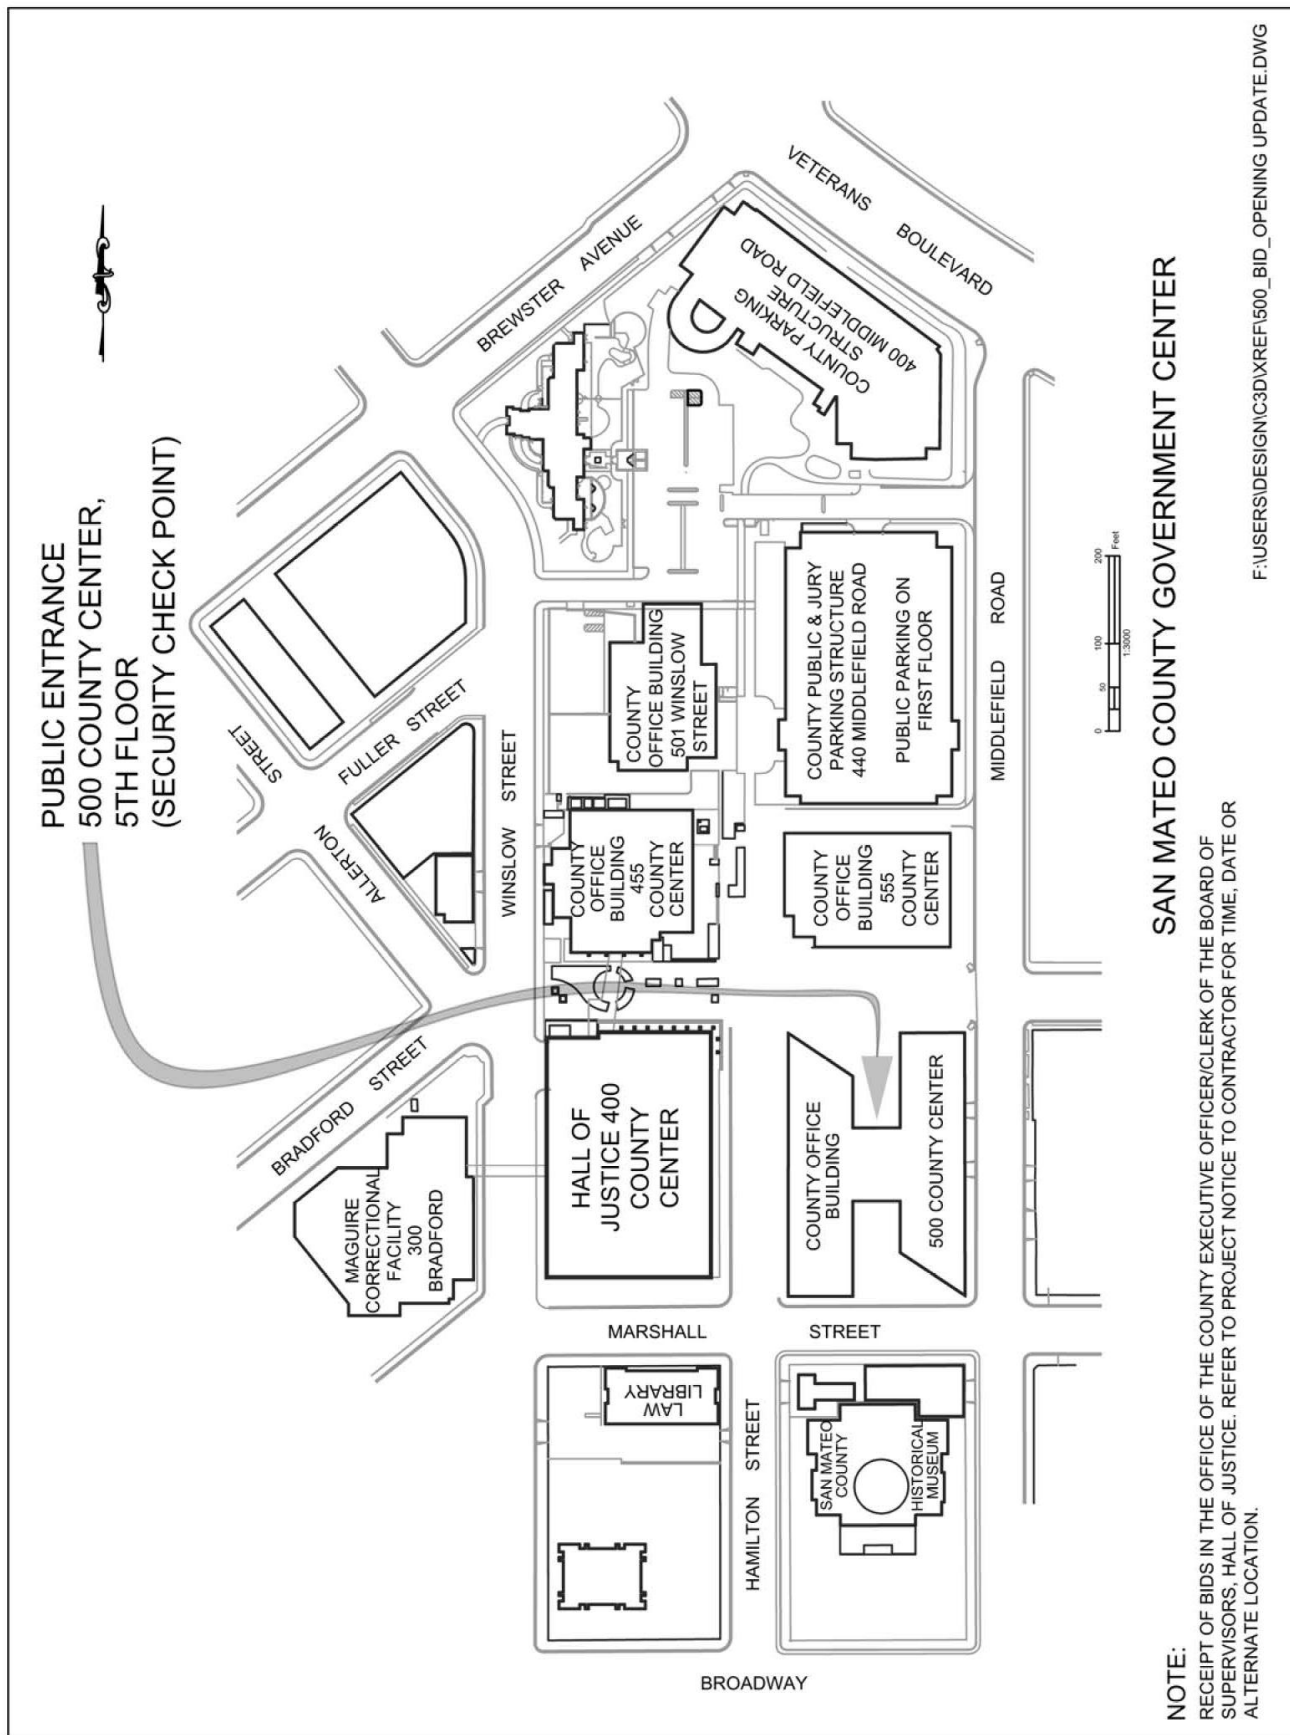 PUBLIC ENTRANCE
500 COUNTY CENTER,
5TH FLOOR
(SECURITY CHECK POINT)
BREWSTER AVENUE
VETERANS
BOULEVARD
COUNTY PARKING
STRUCTURE
400 MIDDLEFIELD ROAD
ALLERTON
STREET
FULLER STREET
WINSLOW STREET
BRADFORD STREET
COUNTY
OFFICE BUILDING
501 WINSLOW
STREET
COUNTY PUBLIC & JURY
PARKING STRUCTURE
440 MIDDLEFIELD ROAD
PUBLIC PARKING ON
FIRST FLOOR
MIDDLEFIELD ROAD
COUNTY
OFFICE
BUILDING
455
COUNTY
CENTER
COUNTY
OFFICE
BUILDING
555
COUNTY
CENTER
MAGUIRE
CORRECTIONAL
FACILITY
300
BRADFORD
HALL OF
JUSTICE 400
COUNTY
CENTER
COUNTY OFFICE
BUILDING
500 COUNTY CENTER
MARSHALL STREET
LAW
LIBRARY
HAMILTON STREET
SAN MATEO
COUNTY
HISTORICAL
MUSEUM
BROADWAY
0 50 100 200
Feet
1:3000
SAN MATEO COUNTY GOVERNMENT CENTER
NOTE:
RECEIPT OF BIDS IN THE OFFICE OF THE COUNTY EXECUTIVE OFFICER/CLERK OF THE BOARD OF
SUPERVISORS, HALL OF JUSTICE. REFER TO PROJECT NOTICE TO CONTRACTOR FOR TIME, DATE OR
ALTERNATE LOCATION.
F:\USERS\DESIGN\C3D\XREF\500_BID_OPENING UPDATE.DWG